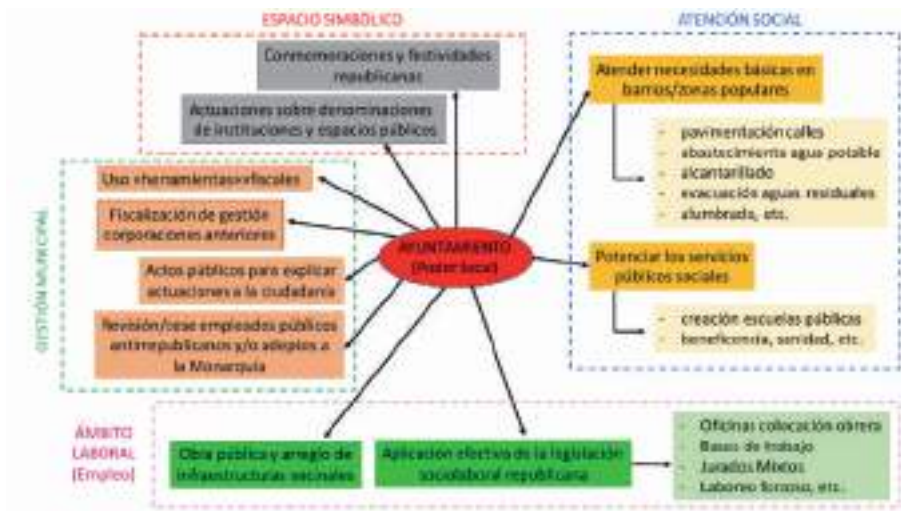 ESPACIO SIMBÓLICO
Conmemoraciones y festividades
republicanas
Actuaciones sobre denominaciones
de instituciones y espacios públicos
ATENCIÓN SOCIAL
Atender necesidades básicas en
barrios/zonas populares
- pavimentación calles
- abastecimiento agua potable
- alcantarillado
- evacuación aguas residuales
- alumbrado, etc.
Potenciar los servicios
públicos sociales
- creación escuelas públicas
- beneficencia, sanidad, etc.
GESTIÓN MUNICIPAL
Uso «herramientas» fiscales
Fiscalización de gestión
corporaciones anteriores
Actos públicos para explicar
actuaciones a la ciudadanía
Revisión/cese empleados públicos
antirrepublicanos y/o adeptos a
la Monarquía
AYUNTAMIENTO
(Poder local)
ÁMBITO
LABORAL
(Empleo)
Obra pública y arreglo de
infraestructuras vecinales
Aplicación efectiva de la legislación
sociolaboral republicana
- Oficinas colocación obrera
- Bases de trabajo
- Jurados Mixtos
- Laboreo forzoso, etc.